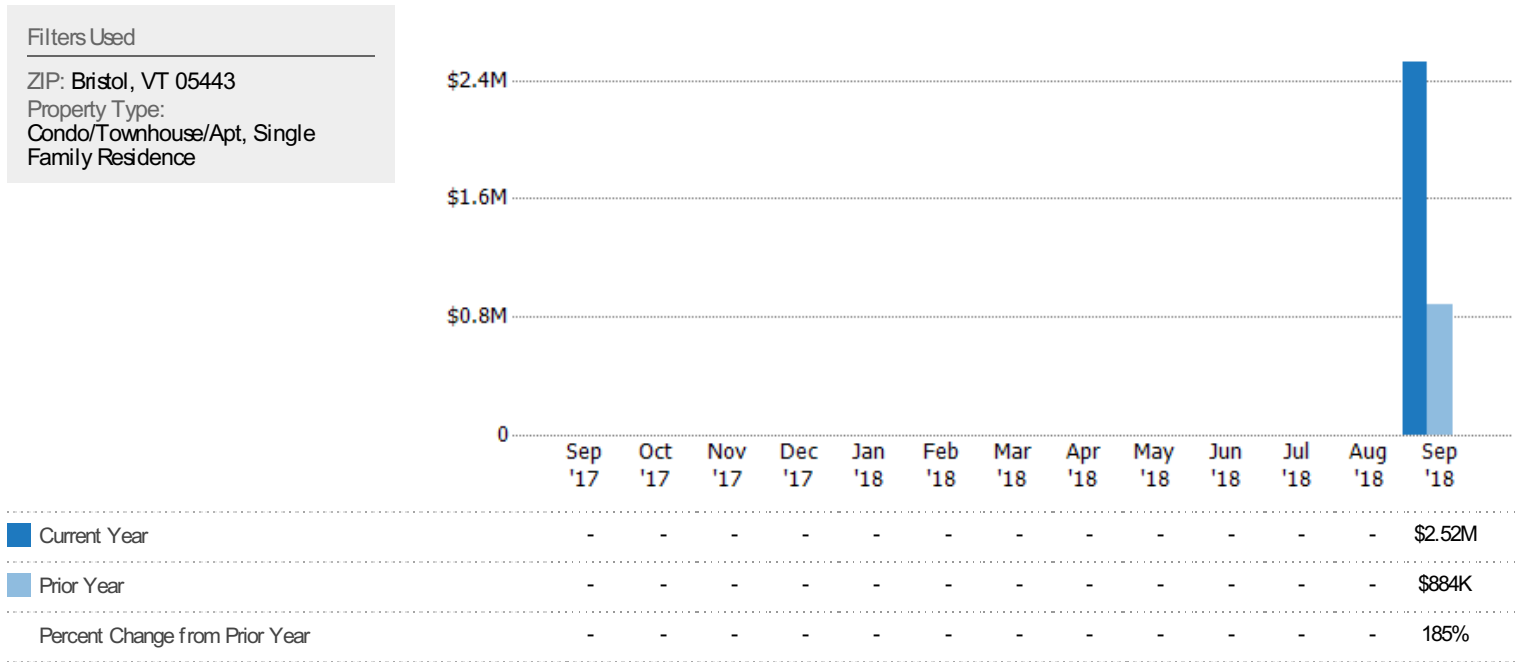 Filters Used
ZIP: Bristol, VT 05443
Property Type:
Condo/Townhouse/Apt, Single
Family Residence
$2.4M
$1.6M
$0.8M
0
Sep Oct Nov Dec Jan Feb Mar Apr May Jun Jul Aug Sep
'17 '17 '17 '17 '18 '18 '18 '18 '18 '18 '18 '18 '18
Current Year - - - - - - - - - - - - $2.52M
Prior Year - - - - - - - - - - - - $884K
Percent Change from Prior Year - - - - - - - - - - - - 185%